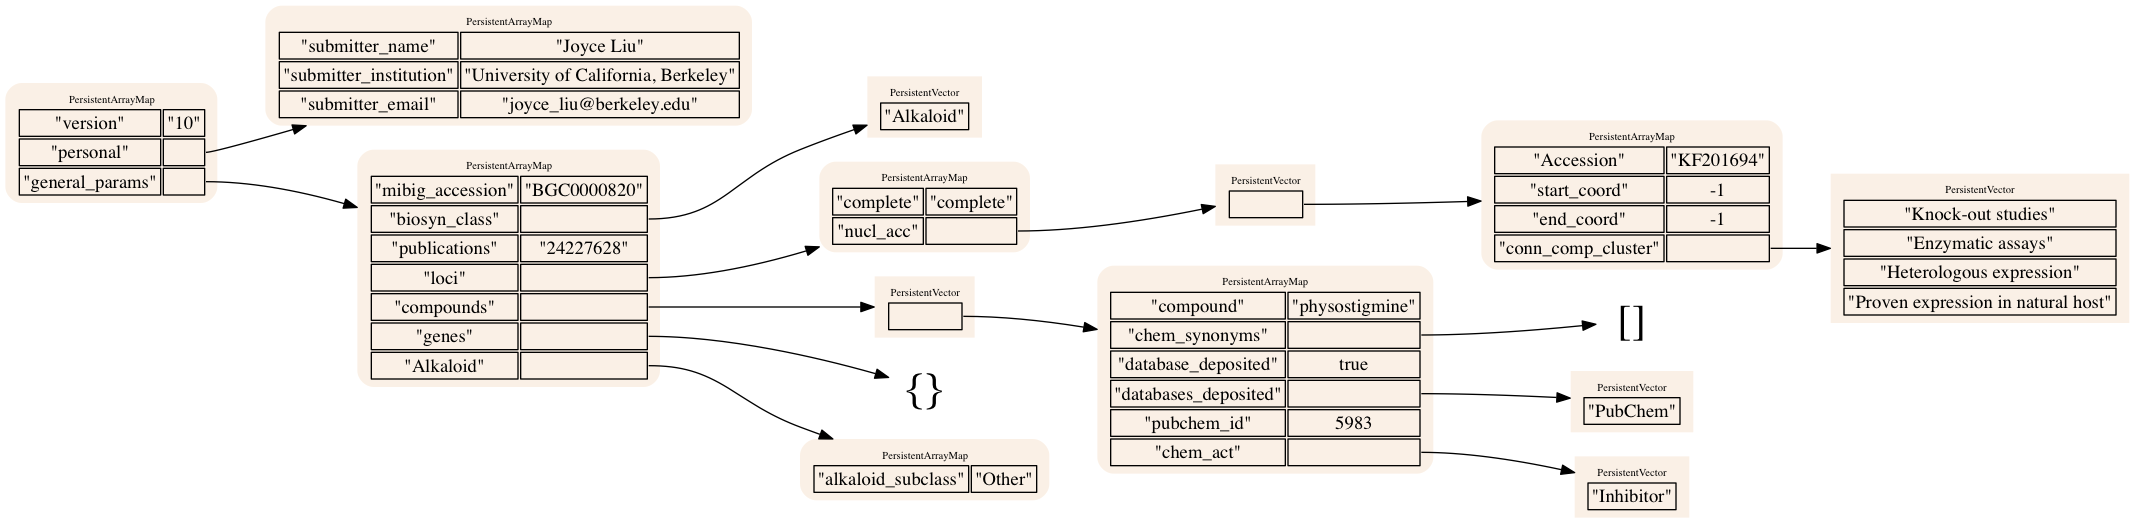 PersistentArrayMap
"version" "10"
"personal"
"general_params"
PersistentArrayMap
"submitter_name" "Joyce Liu"
"submitter_institution" "University of California, Berkeley"
"submitter_email" "joyce_liu@berkeley.edu"
PersistentArrayMap
"mibig_accession" "BGC0000820"
"biosyn_class"
"publications" "24227628"
"loci"
"compounds"
"genes"
"Alkaloid"
PersistentVector
"Alkaloid"
PersistentArrayMap
"complete" "complete"
"nucl_acc"
PersistentVector
{}
PersistentArrayMap
"alkaloid_subclass" "Other"
PersistentVector
PersistentArrayMap
"compound" "physostigmine"
"chem_synonyms"
"database_deposited" true
"databases_deposited"
"pubchem_id" 5983
"chem_act"
PersistentArrayMap
"Accession" "KF201694"
"start_coord" -1
"end_coord" -1
"conn_comp_cluster"
[]
PersistentVector
"PubChem"
PersistentVector
"Inhibitor"
PersistentVector
"Knock-out studies"
"Enzymatic assays"
"Heterologous expression"
"Proven expression in natural host"